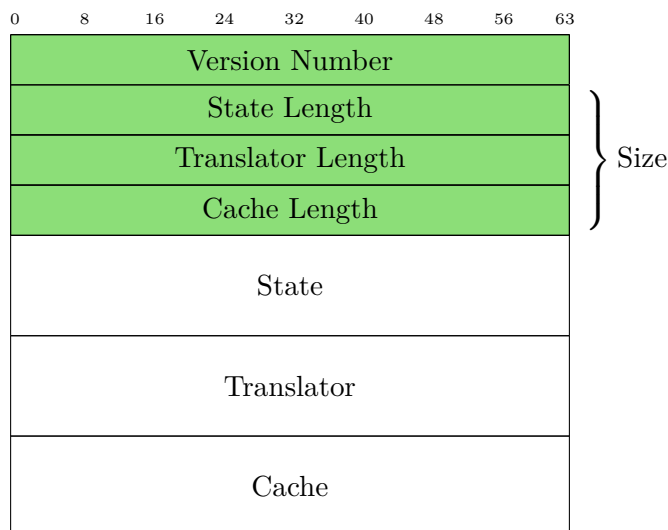 0 8 16 24 32 40 48 56 63
Version Number
State Length
Translator Length
Size
Cache Length
State
Translator
Cache